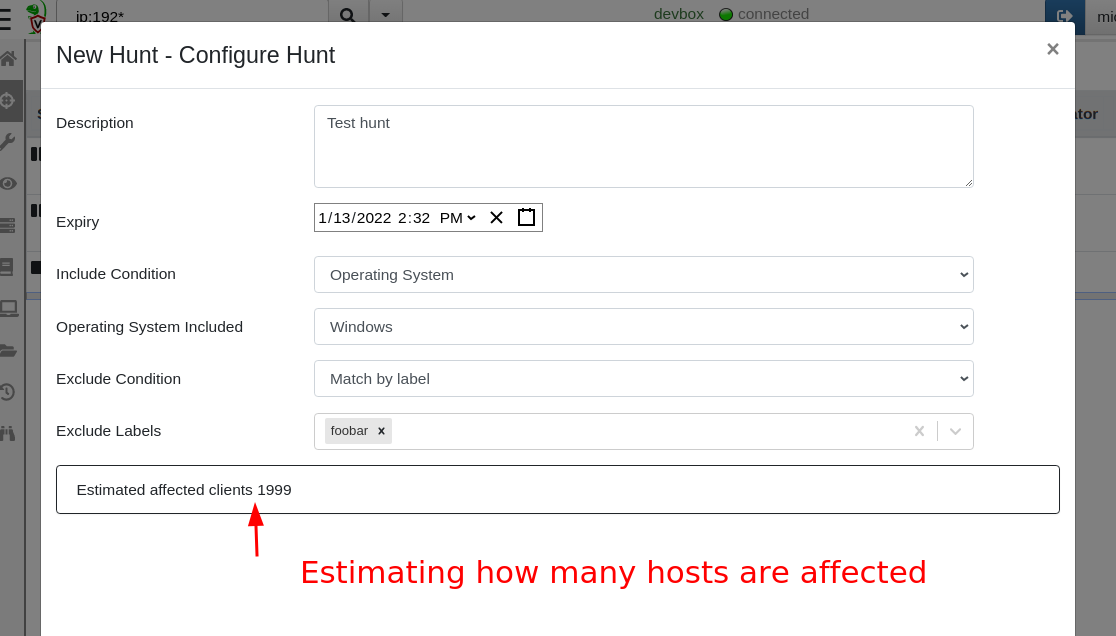 ip:192*
devbox connected
New Hunt - Configure Hunt
×
Description
Test hunt
Expiry
1/13/2022 2:32 PM
Include Condition
Operating System
Operating System Included
Windows
Exclude Condition
Match by label
Exclude Labels
foobar x
Estimated affected clients 1999
Estimating how many hosts are affected